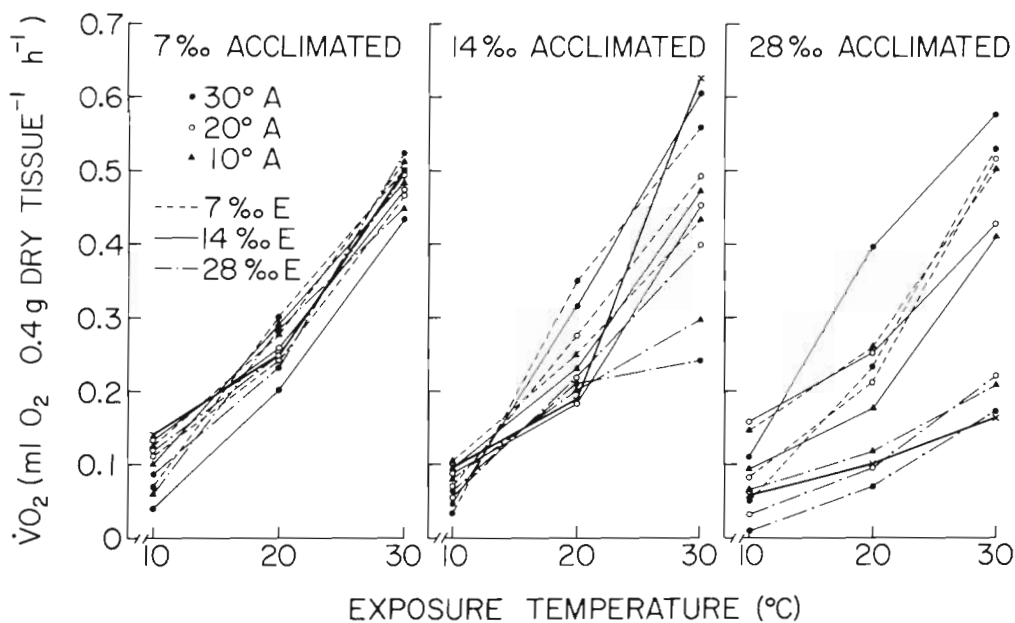 V̇O₂ (ml O₂ 0.4 g DRY TISSUE⁻¹ h⁻¹)
0.7
0.6
0.5
0.4
0.3
0.2
0.1
0
7‰ ACCLIMATED
30° A
20° A
10° A
7‰ E
14‰ E
28‰ E
14‰ ACCLIMATED
28‰ ACCLIMATED
10 20 30
10 20 30
10 20 30
EXPOSURE TEMPERATURE (°C)